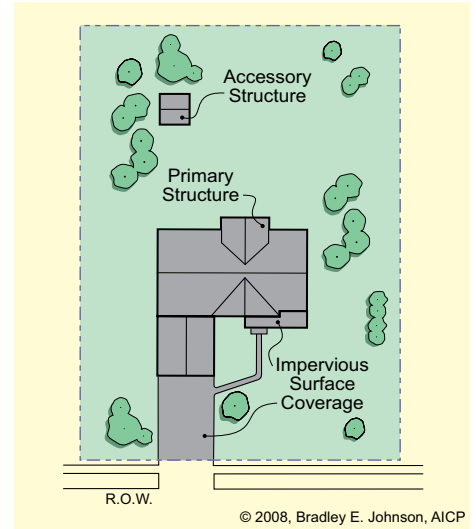 Accessory
Structure
Primary
Structure
Impervious
Surface
Coverage
R.O.W.
© 2008, Bradley E. Johnson, AICP